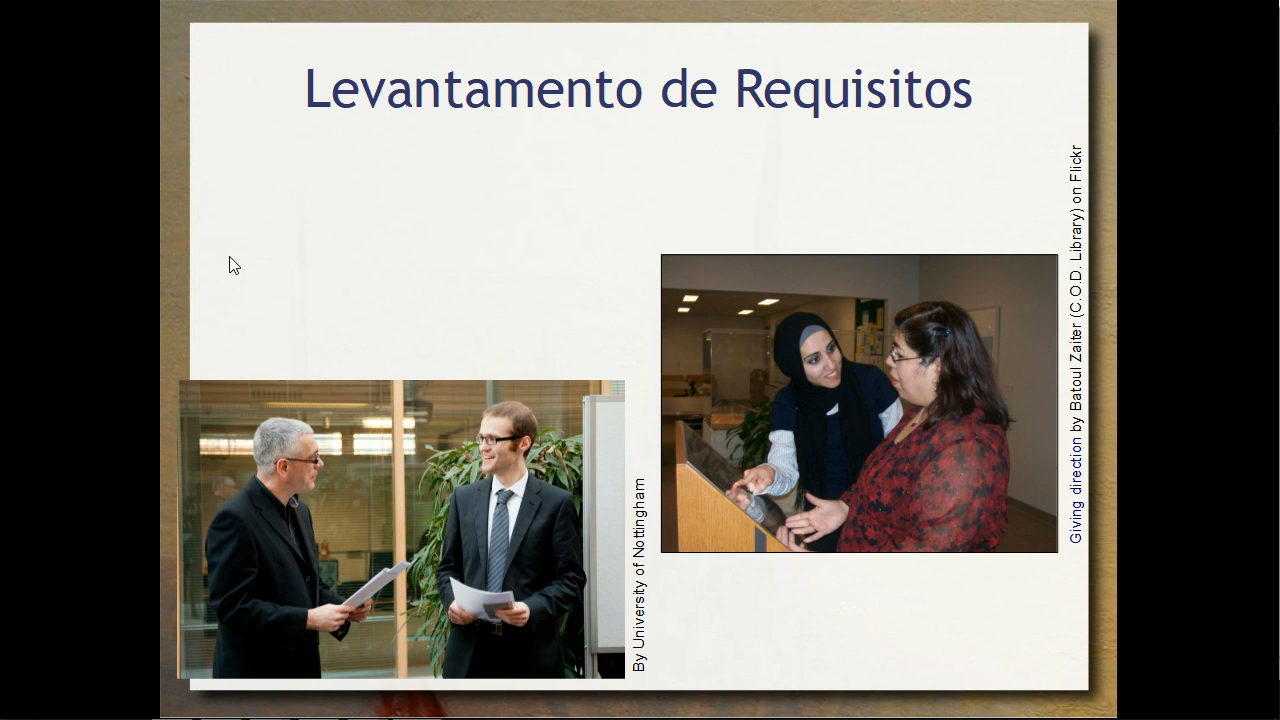 Levantamento de Requisitos
By University of Nottingham
Giving direction by Batoul Zaiter (C.O.D. Library) on Flickr